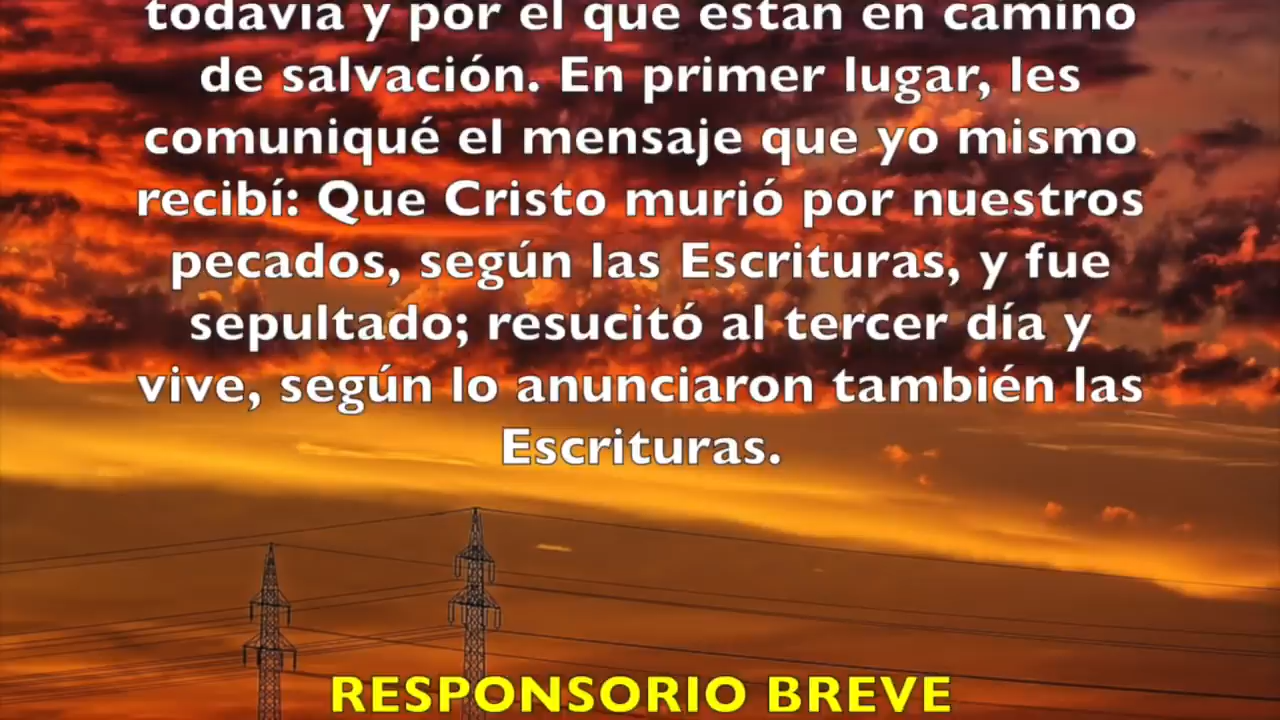 todavía y por el que están en camino
de salvación. En primer lugar, les
comuniqué el mensaje que yo mismo
recibí: Que Cristo murió por nuestros
pecados, según las Escrituras, y fue
sepultado; resucitó al tercer día y
vive, según lo anunciaron también las
Escrituras.
RESPONSORIO BREVE